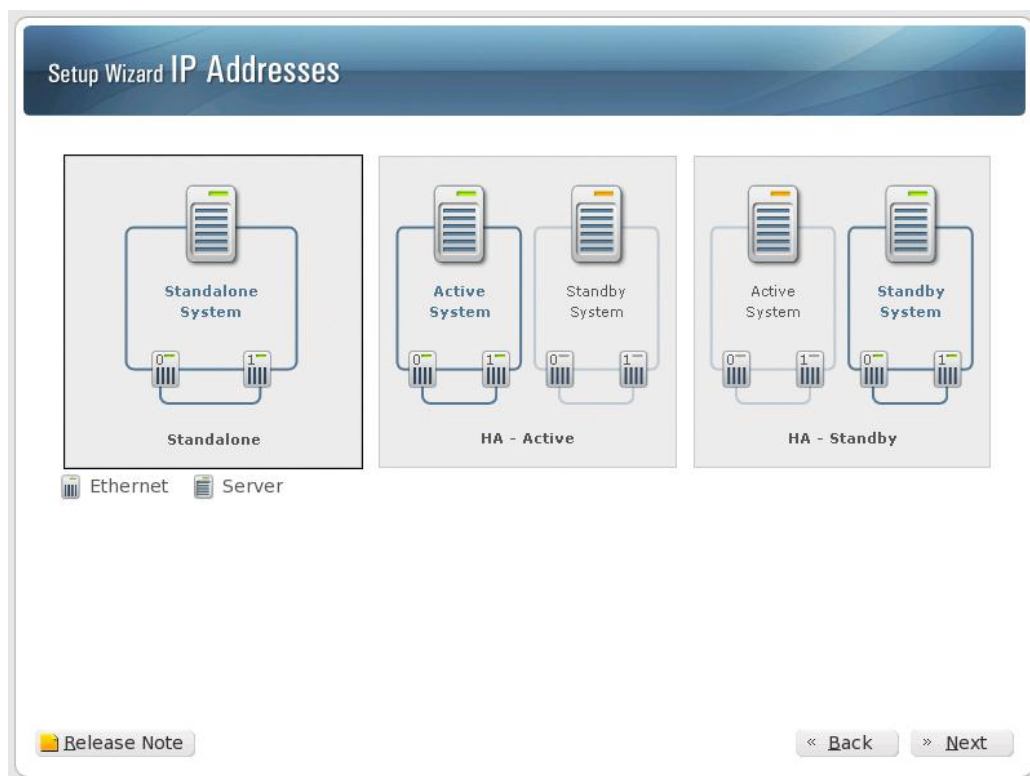 Setup Wizard IP Addresses
Standalone
System
0
1
Standalone
Active
System
Standby
System
0
1
0
1
HA - Active
Active
System
Standby
System
0
1
0
1
HA - Standby
Ethernet
Server
Release Note
« Back
» Next